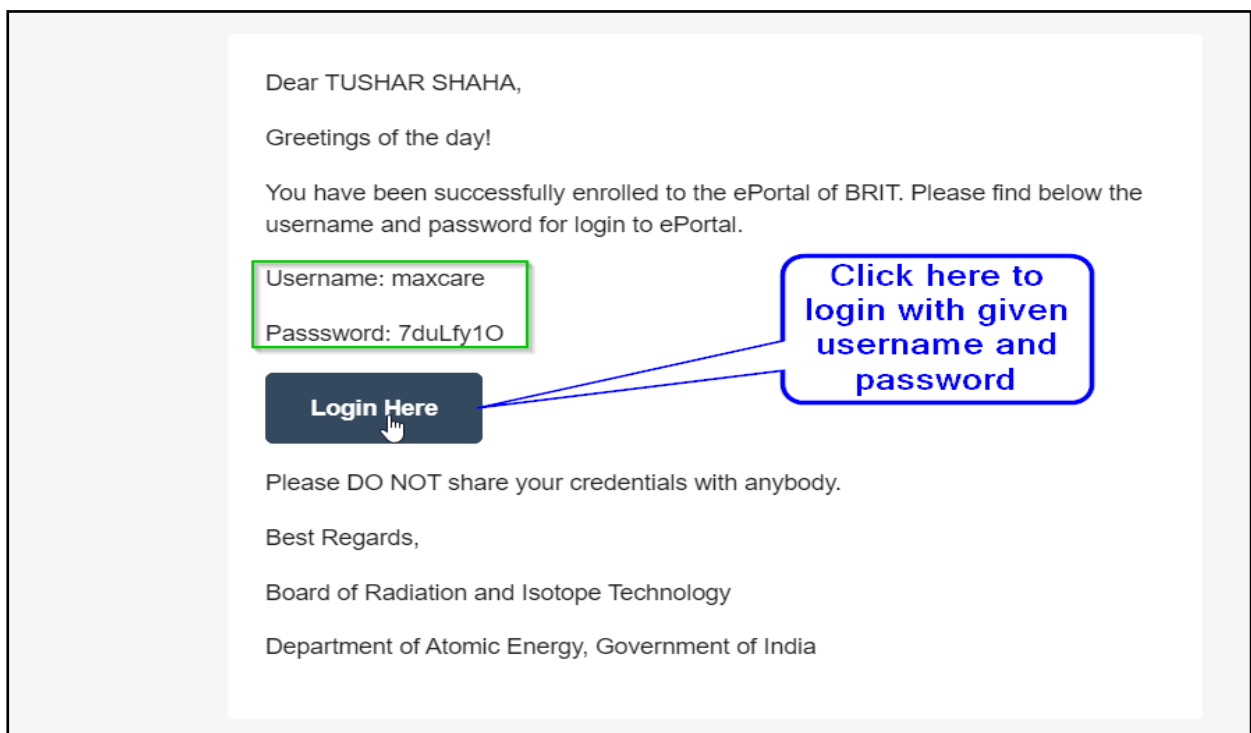 Dear TUSHAR SHAHA,
Greetings of the day!
You have been successfully enrolled to the ePortal of BRIT. Please find below the
username and password for login to ePortal.
Username: maxcare
Passsword: 7duLfy1O
Click here to
login with given
username and
password
Login Here
Please DO NOT share your credentials with anybody.
Best Regards,
Board of Radiation and Isotope Technology
Department of Atomic Energy, Government of India